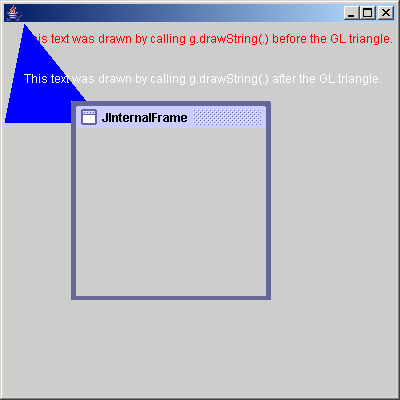 This text was drawn by calling g.drawString(.) before the GL triangle.
This text was drawn by calling g.drawString(.) after the GL triangle.
JInternalFrame